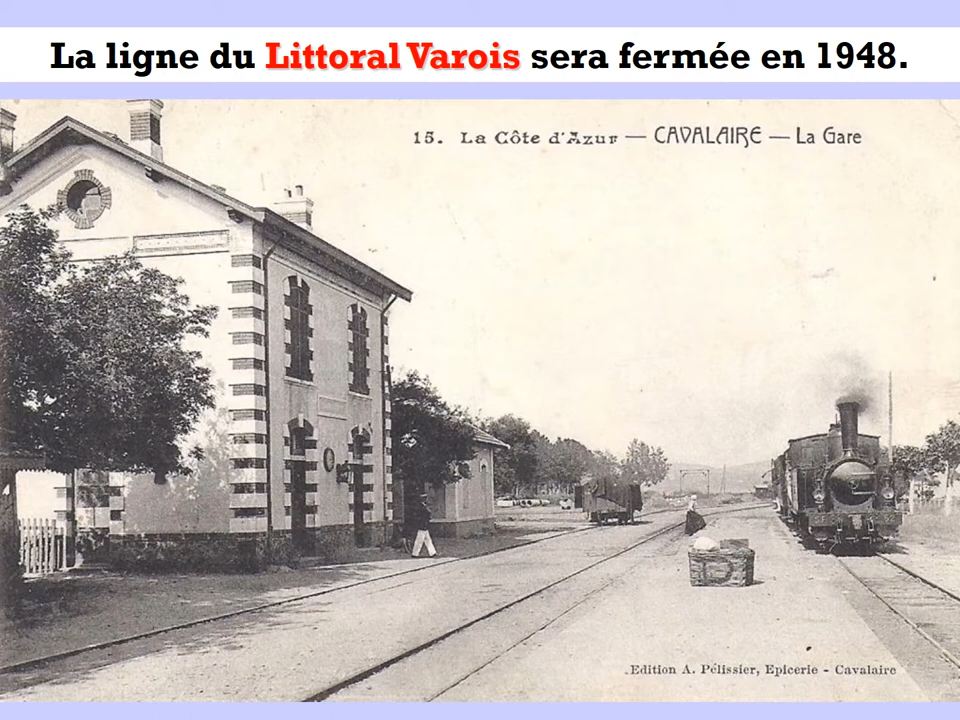 La ligne du Littoral Varois sera fermée en 1948.
15. La Côte d'Azur — CAVALAIRE — La Gare
Edition A. Pélissier, Epicerie - Cavalaire